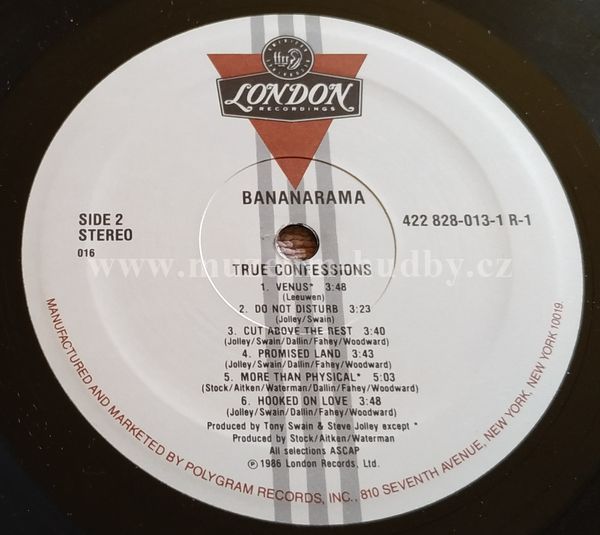 ffrr
LONDON
RECORDINGS
BANANARAMA
SIDE 2
STEREO
016
422 828-013-1 R-1
TRUE CONFESSIONS
1. VENUS* 3:48
(Leeuwen)
2. DO NOT DISTURB 3:23
(Jolley/Swain)
3. CUT ABOVE THE REST 3:40
(Jolley/Swain/Dallin/Fahey/Woodward)
4. PROMISED LAND 3:43
(Jolley/Swain/Dallin/Fahey/Woodward)
5. MORE THAN PHYSICAL* 5:03
(Stock/Aitken/Waterman/Dallin/Fahey/Woodward)
6. HOOKED ON LOVE 3:48
(Jolley/Swain/Dallin/Fahey/Woodward)
Produced by Tony Swain & Steve Jolley except *
Produced by Stock/Aitken/Waterman
All selections ASCAP
Ⓟ 1986 London Records, Ltd.
MANUFACTURED AND MARKETED BY POLYGRAM RECORDS, INC., 810 SEVENTH AVENUE, NEW YORK, NEW YORK 10019.